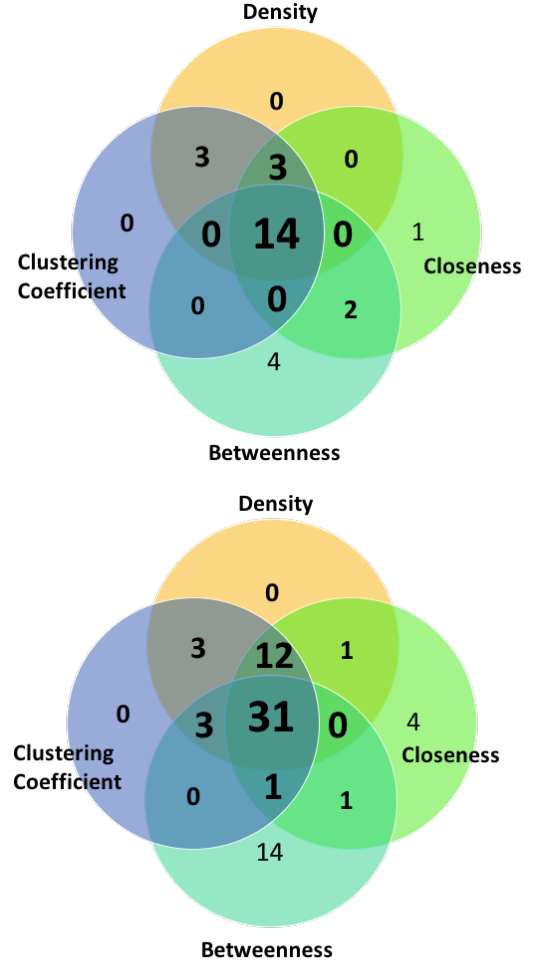 Density
0
3
3
0
0
0
14
0
1
Clustering
Coefficient
Closeness
0
0
2
4
Betweenness
Density
0
3
12
1
0
3
31
0
4
Clustering
Coefficient
Closeness
0
1
1
14
Betweenness